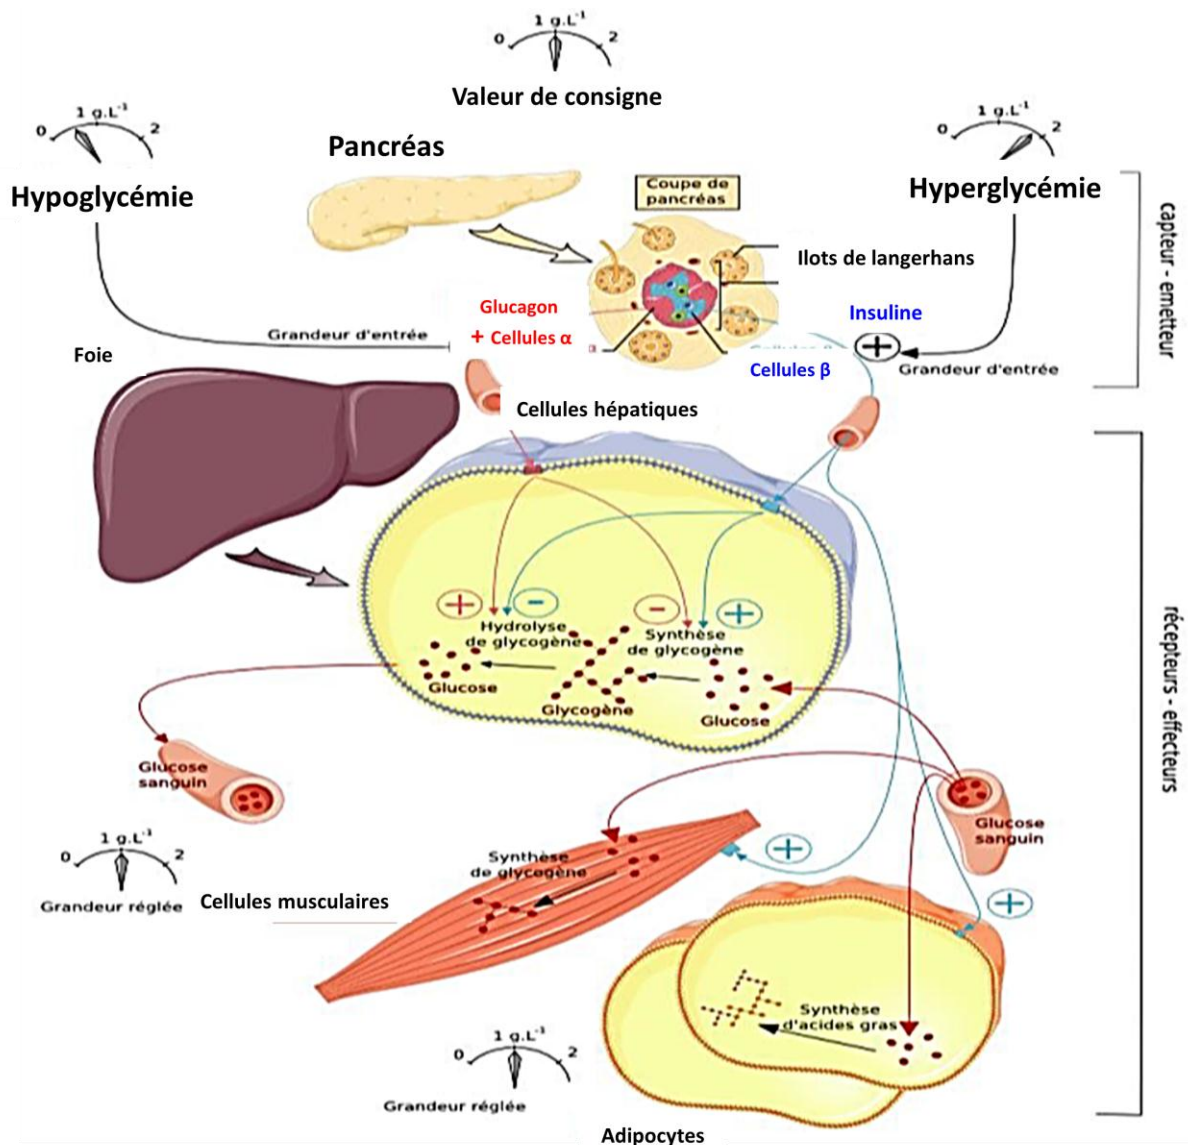 0
1 g.L⁻¹
2
Valeur de consigne
0
1 g.L⁻¹
2
Hypoglycémie
Pancréas
Coupe de
pancréas
0
1 g.L⁻¹
2
Hyperglycémie
Ilots de langerhans
Glucagon
+ Cellules α
Insuline
+
Cellules β
Grandeur d'entrée
Grandeur d'entrée
capteur - emetteur
Foie
Cellules hépatiques
+
-
-
+
Hydrolyse
de glycogène
Synthèse
de glycogène
Glucose
Glycogène
Glucose
Glucose
sanguin
Glucose
sanguin
récepteurs - effecteurs
0
1 g.L⁻¹
2
Grandeur réglée
Cellules musculaires
Synthèse
de glycogène
+
+
Synthèse
d'acides gras
0
1 g.L⁻¹
2
Grandeur réglée
Adipocytes